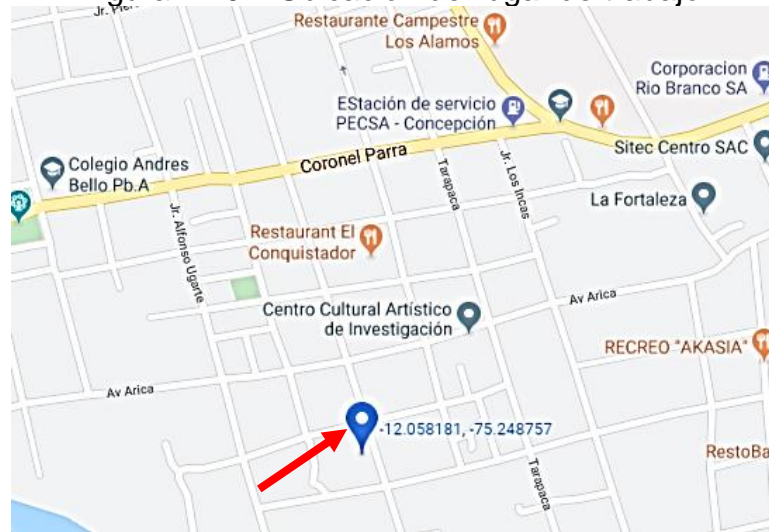 Restaurante Campestre
Los Alamos
Corporacion
Rio Branco SA
EStación de servicio
PECSA - Concepción
Sitec Centro SAC
Coronel Parra
Colegio Andres
Bello Pb.A
Tarapaca
Jr. Los Incas
La Fortaleza
Jr. Alfonso Ugarte
Restaurant El
Conquistador
Av Arica
Centro Cultural Artístico
de Investigación
RECREO "AKASIA"
Av Arica
-12.058181, -75.248757
RestoBa
Tarapaca